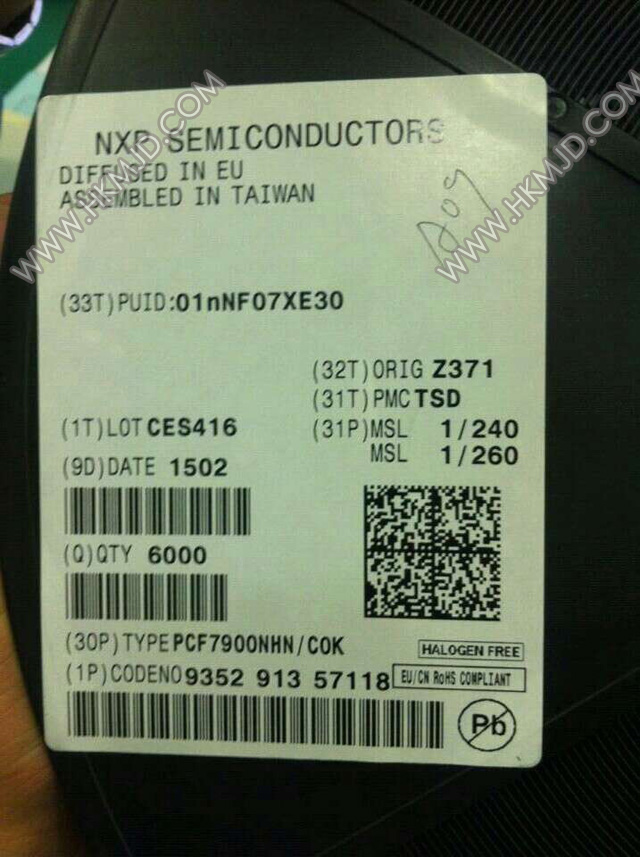 NXP SEMICONDUCTORS
DIFFUSED IN EU
ASSEMBLED IN TAIWAN
(33T)PUID:01nNF07XE30
(32T)ORIG Z371
(31T)PMC TSD
(1T)LOT CES416
(31P)MSL 1/240
MSL 1/260
(9D)DATE 1502
(Q)QTY 6000
(30P)TYPE PCF7900NHN/C0K
HALOGEN FREE
(1P)CODENO 9352 913 57118
EU/CN RoHS COMPLIANT
Pb
WWW.HKMJD.COM
WWW.HKMJD.COM